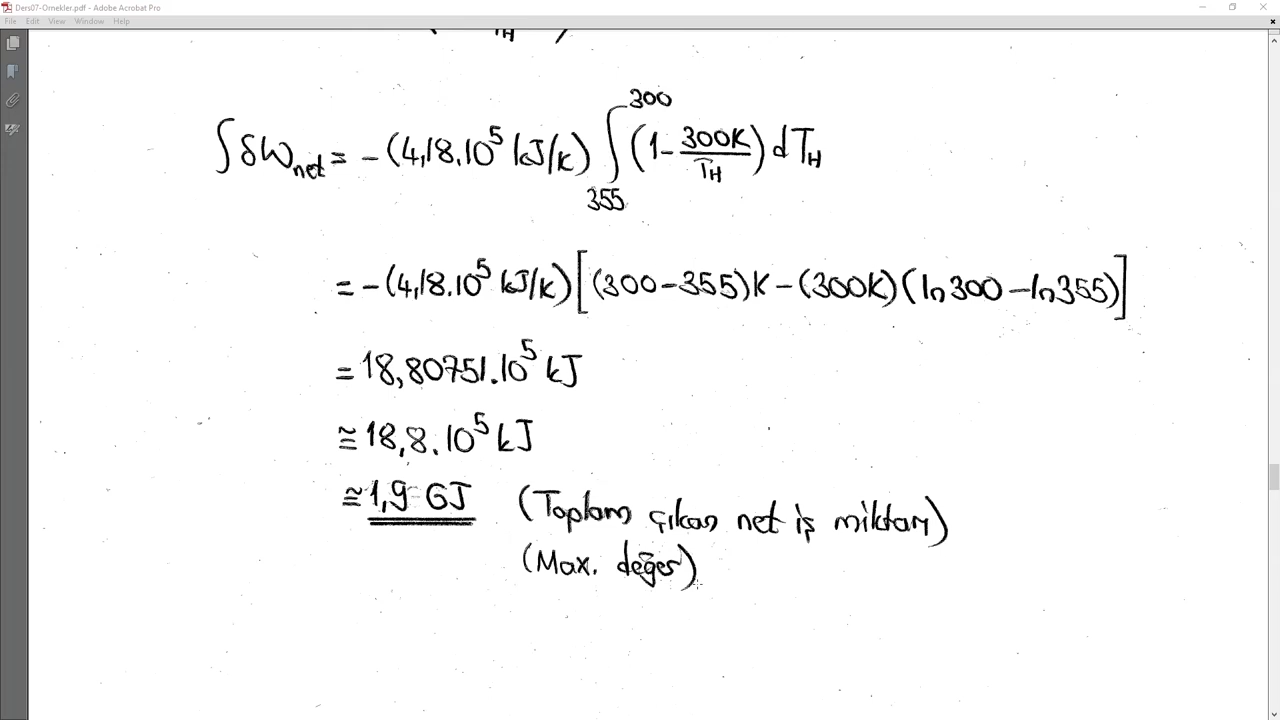 Ders07-Ornekler.pdf - Adobe Acrobat Pro
File Edit View Window Help
∫δW_net = -(4,18.10⁵ kJ/K) ∫₃₅₅³⁰⁰ (1 - 300K/T_H) dT_H
= -(4,18.10⁵ kJ/K) [(300-355)K - (300K)(ln300 - ln355)]
= 18,80751.10⁵ kJ
≅ 18,8.10⁵ kJ
≅ 1,9 GJ (Toplam çıkan net iş miktarı)
(Max. değer)